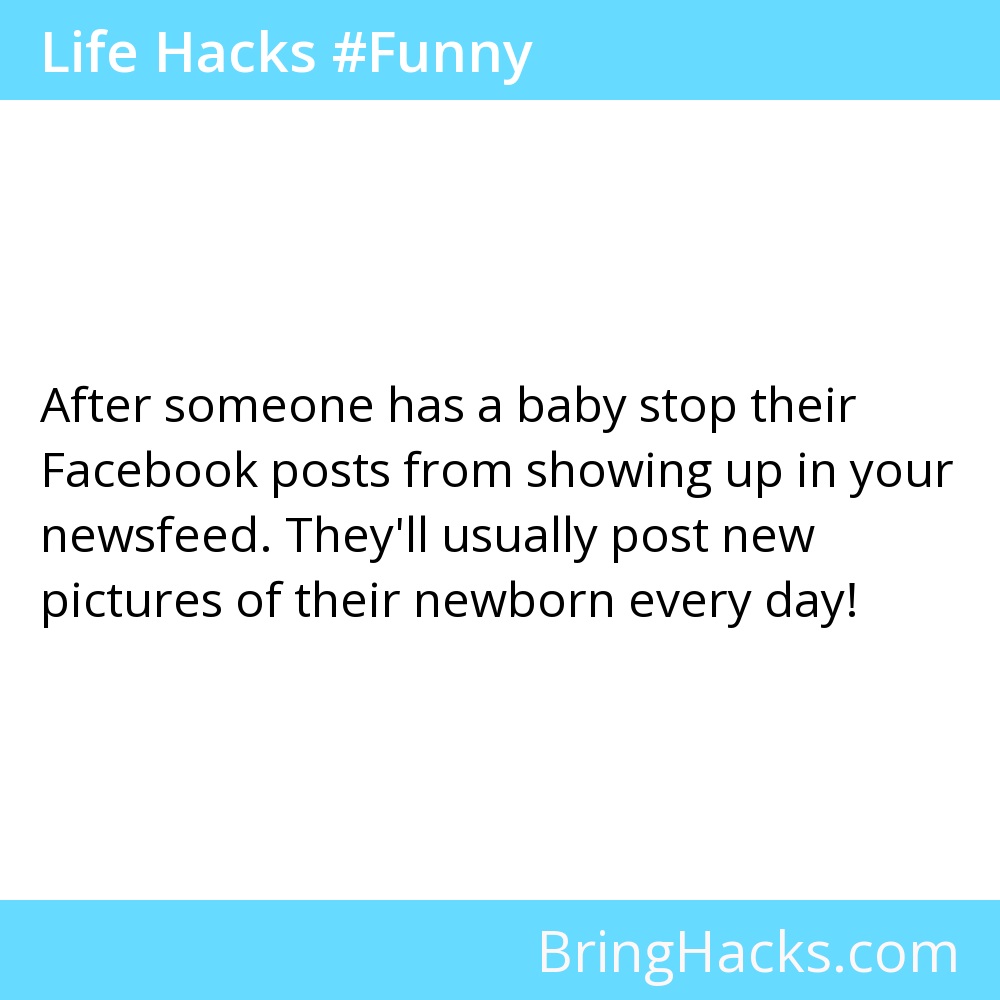 Life Hacks #Funny
After someone has a baby stop their
Facebook posts from showing up in your
newsfeed. They'll usually post new
pictures of their newborn every day!
BringHacks.com